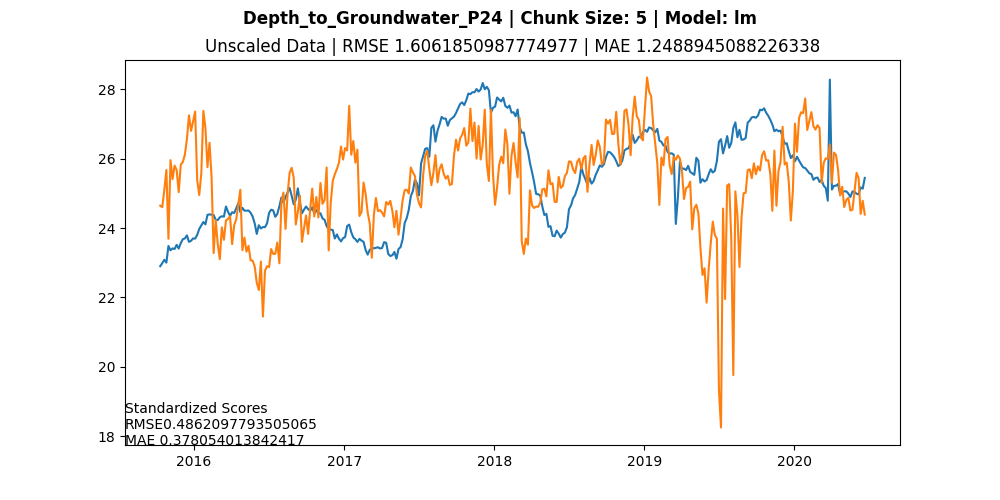 Depth_to_Groundwater_P24 | Chunk Size: 5 | Model: lm
Unscaled Data | RMSE 1.6061850987774977 | MAE 1.2488945088226338
28
26
24
22
20
18
Standardized Scores
RMSE0.4862097793505065
MAE 0.378054013842417
2016 2017 2018 2019 2020